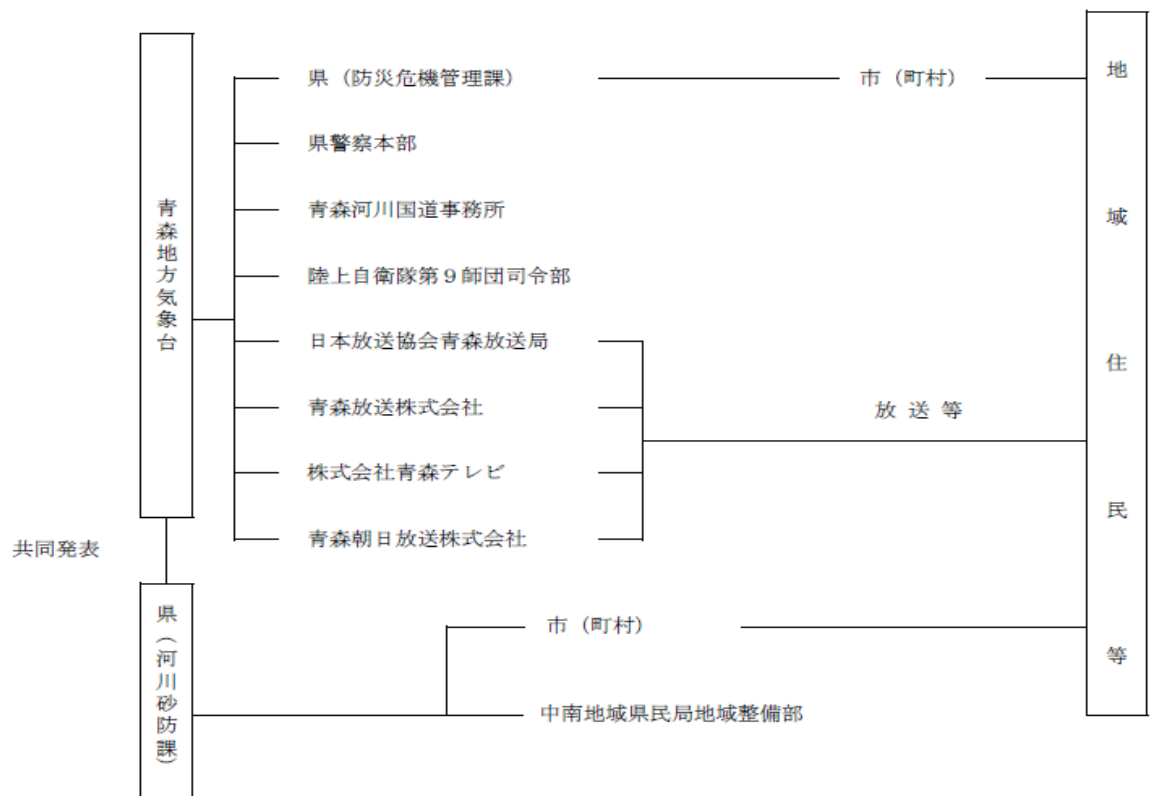 青森地方気象台
県（防災危機管理課）
市（町村）
県警察本部
青森河川国道事務所
陸上自衛隊第９師団司令部
日本放送協会青森放送局
青森放送株式会社
株式会社青森テレビ
青森朝日放送株式会社
放送等
共同発表
県（河川砂防課）
市（町村）
中南地域県民局地域整備部
地域住民等